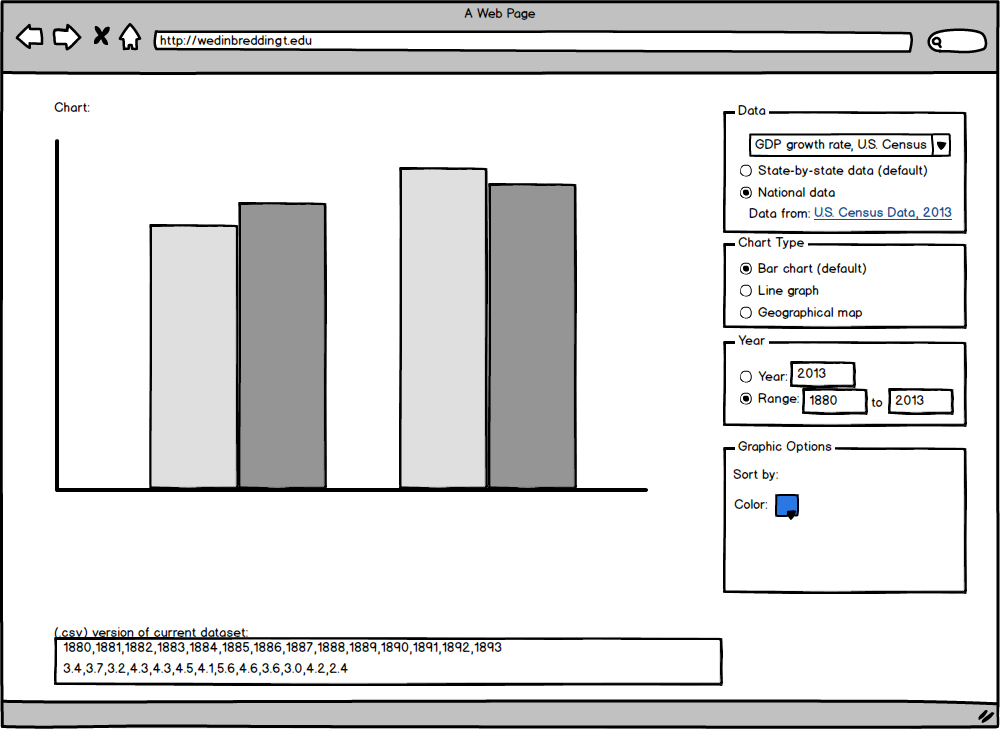 A Web Page
http://wedinbreddingt.edu
Chart:
Data
GDP growth rate, U.S. Census
State-by-state data (default)
National data
Data from: U.S. Census Data, 2013
Chart Type
Bar chart (default)
Line graph
Geographical map
Year
Year: 2013
Range: 1880 to 2013
Graphic Options
Sort by:
Color:
(.csv) version of current dataset:
1880,1881,1882,1883,1884,1885,1886,1887,1888,1889,1890,1891,1892,1893
3.4,3.7,3.2,4.3,4.3,4.5,4.1,5.6,4.6,3.6,3.0,4.2,2.4